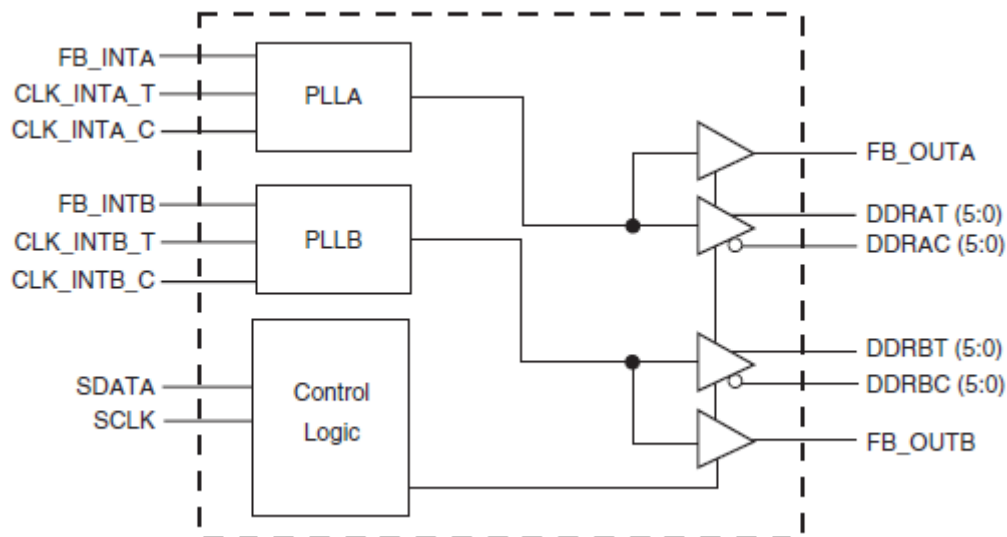 FB_INTA
CLK_INTA_T
CLK_INTA_C
PLLA
FB_OUTA
DDRAT (5:0)
DDRAC (5:0)
FB_INTB
CLK_INTB_T
CLK_INTB_C
PLLB
DDRBT (5:0)
DDRBC (5:0)
FB_OUTB
SDATA
SCLK
Control
Logic